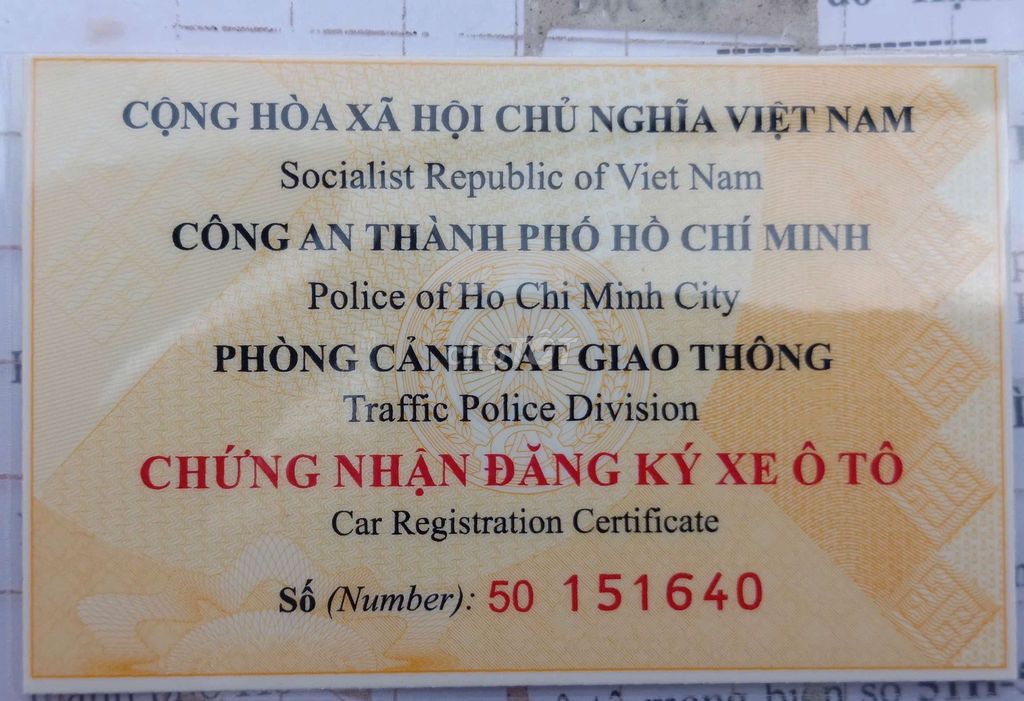 CỘNG HÒA XÃ HỘI CHỦ NGHĨA VIỆT NAM
Socialist Republic of Viet Nam
CÔNG AN THÀNH PHỐ HỒ CHÍ MINH
Police of Ho Chi Minh City
PHÒNG CẢNH SÁT GIAO THÔNG
Traffic Police Division
CHỨNG NHẬN ĐĂNG KÝ XE Ô TÔ
Car Registration Certificate
Số (Number): 50 151640